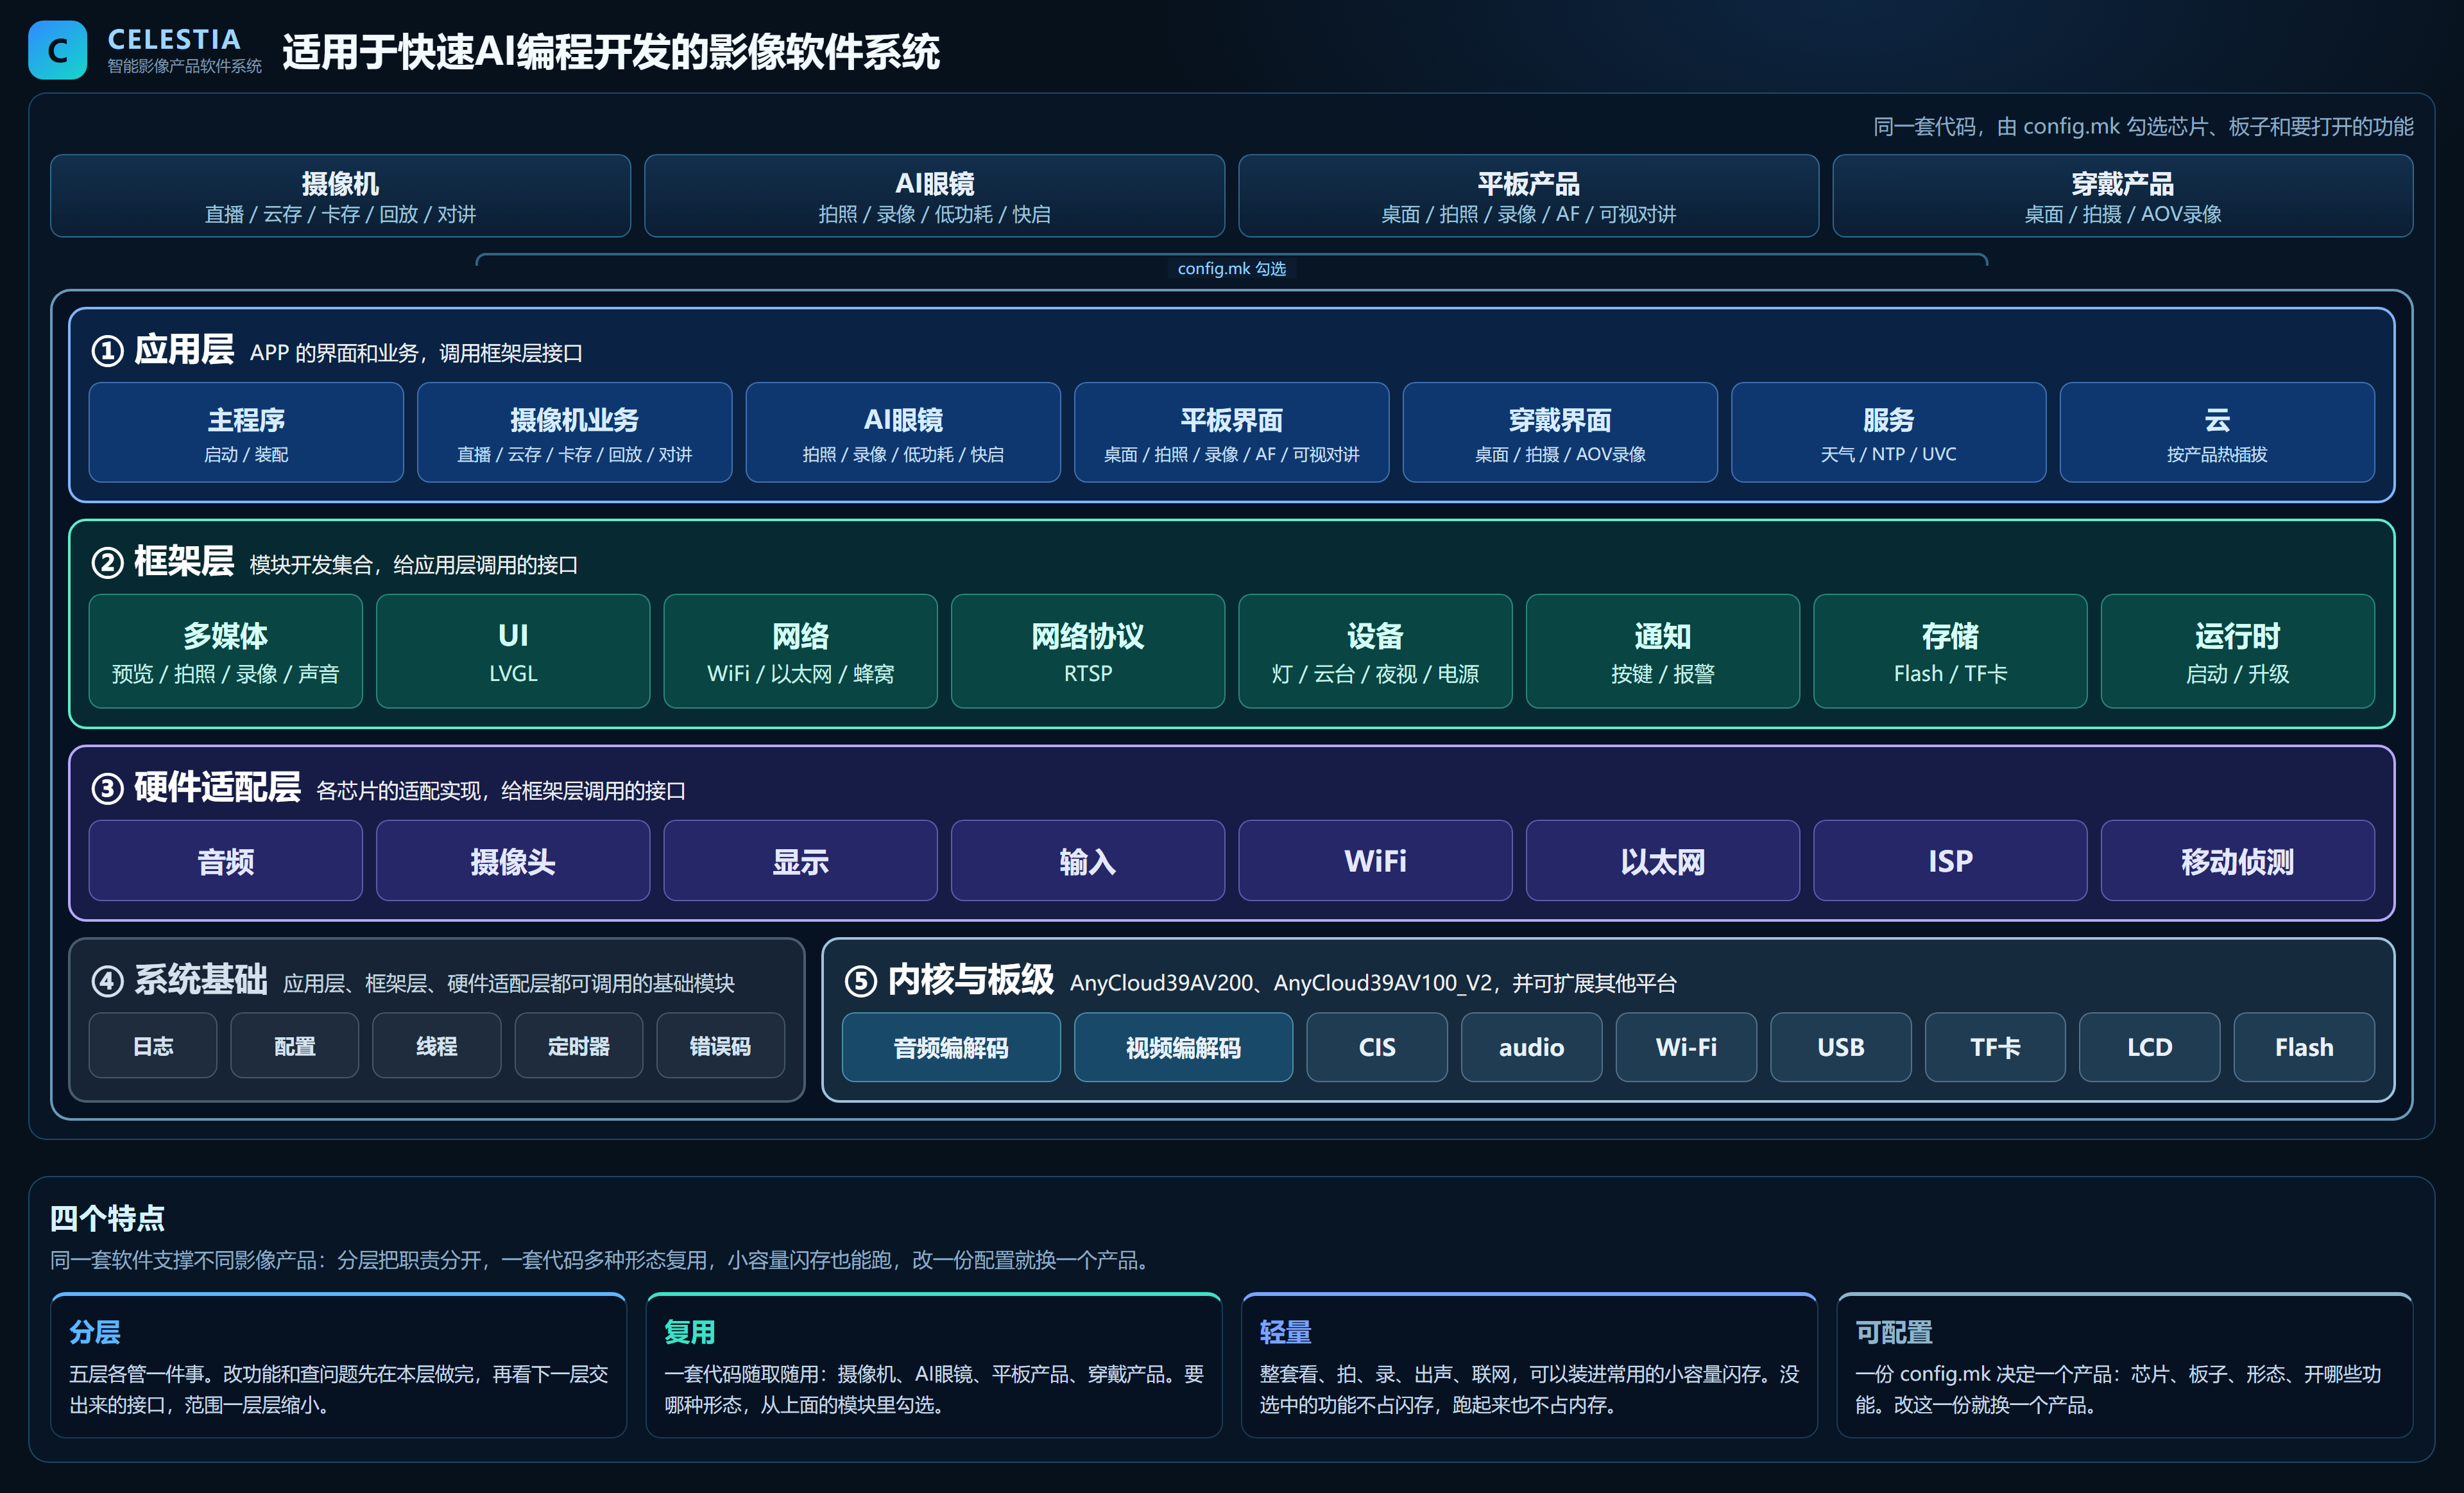 C
CELESTIA
智能影像产品软件系统
适用于快速AI编程开发的影像软件系统
同一套代码，由 config.mk 勾选芯片、板子和要打开的功能
摄像机
直播 / 云存 / 卡存 / 回放 / 对讲
AI眼镜
拍照 / 录像 / 低功耗 / 快启
平板产品
桌面 / 拍照 / 录像 / AF / 可视对讲
穿戴产品
桌面 / 拍摄 / AOV录像
config.mk 勾选
① 应用层 APP 的界面和业务，调用框架层接口
主程序
启动 / 装配
摄像机业务
直播 / 云存 / 卡存 / 回放 / 对讲
AI眼镜
拍照 / 录像 / 低功耗 / 快启
平板界面
桌面 / 拍照 / 录像 / AF / 可视对讲
穿戴界面
桌面 / 拍摄 / AOV录像
服务
天气 / NTP / UVC
云
按产品热插拔
② 框架层 模块开发集合，给应用层调用的接口
多媒体
预览 / 拍照 / 录像 / 声音
UI
LVGL
网络
WiFi / 以太网 / 蜂窝
网络协议
RTSP
设备
灯 / 云台 / 夜视 / 电源
通知
按键 / 报警
存储
Flash / TF卡
运行时
启动 / 升级
③ 硬件适配层 各芯片的适配实现，给框架层调用的接口
音频
摄像头
显示
输入
WiFi
以太网
ISP
移动侦测
④ 系统基础 应用层、框架层、硬件适配层都可调用的基础模块
日志
配置
线程
定时器
错误码
⑤ 内核与板级 AnyCloud39AV200、AnyCloud39AV100_V2，并可扩展其他平台
音频编解码
视频编解码
CIS
audio
Wi-Fi
USB
TF卡
LCD
Flash
四个特点
同一套软件支撑不同影像产品：分层把职责分开，一套代码多种形态复用，小容量闪存也能跑，改一份配置就换一个产品。
分层
五层各管一件事。改功能和查问题先在本层做完，再看下一层交
出来的接口，范围一层层缩小。
复用
一套代码随取随用：摄像机、AI眼镜、平板产品、穿戴产品。要
哪种形态，从上面的模块里勾选。
轻量
整套看、拍、录、出声、联网，可以装进常用的小容量闪存。没
选中的功能不占闪存，跑起来也不占内存。
可配置
一份 config.mk 决定一个产品：芯片、板子、形态、开哪些功
能。改这一份就换一个产品。